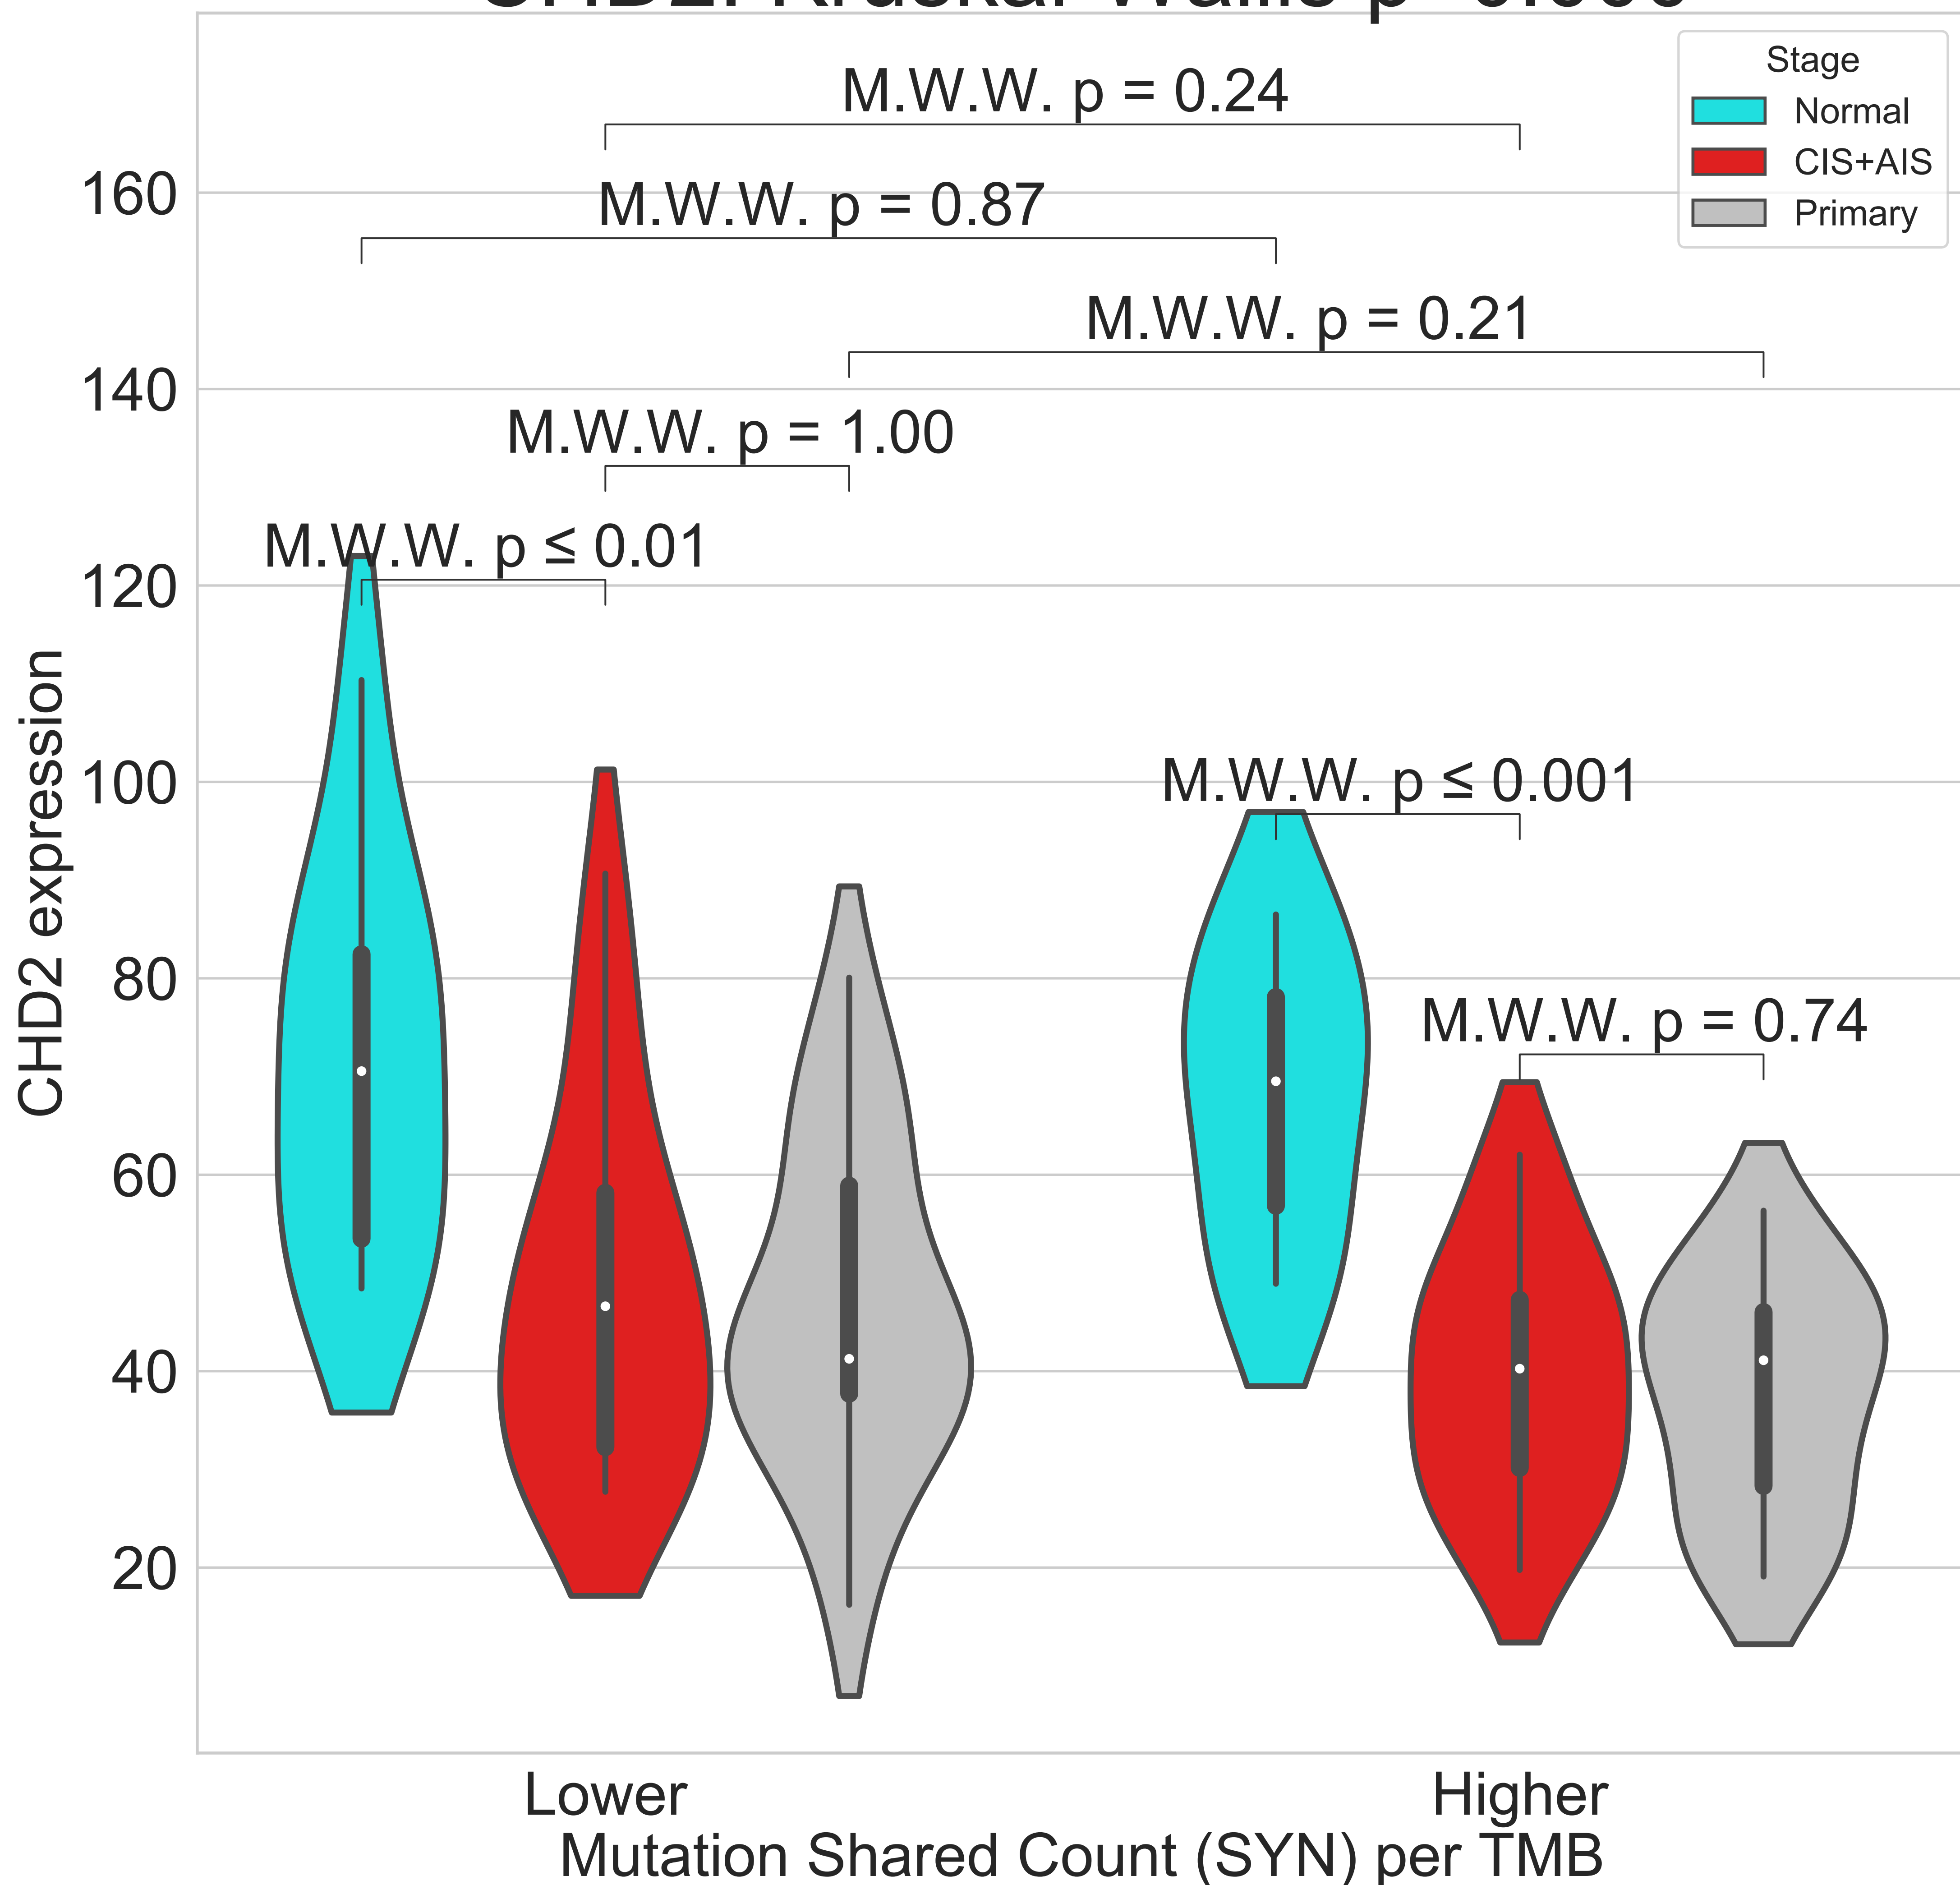 Stage
Normal
CIS+AIS
Primary
M.W.W. p = 0.24
M.W.W. p = 0.87
M.W.W. p = 0.21
M.W.W. p = 1.00
M.W.W. p ≤ 0.01
M.W.W. p ≤ 0.001
M.W.W. p = 0.74
160
140
120
100
80
60
40
20
CHD2 expression
Lower
Higher
Mutation Shared Count (SYN) per TMB